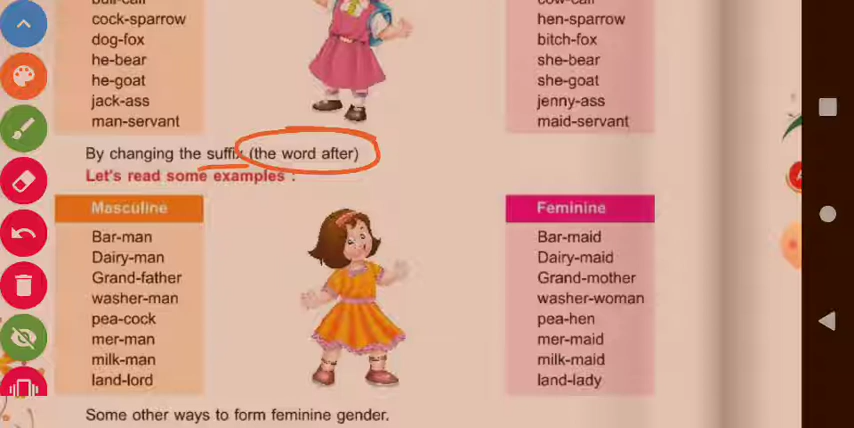 cock-sparrow hen-sparrow
dog-fox bitch-fox
he-bear she-bear
he-goat she-goat
jack-ass jenny-ass
man-servant maid-servant
By changing the suffix (the word after)
Let's read some examples :
Masculine Feminine
Bar-man Bar-maid
Dairy-man Dairy-maid
Grand-father Grand-mother
washer-man washer-woman
pea-cock pea-hen
mer-man mer-maid
milk-man milk-maid
land-lord land-lady
Some other ways to form feminine gender.